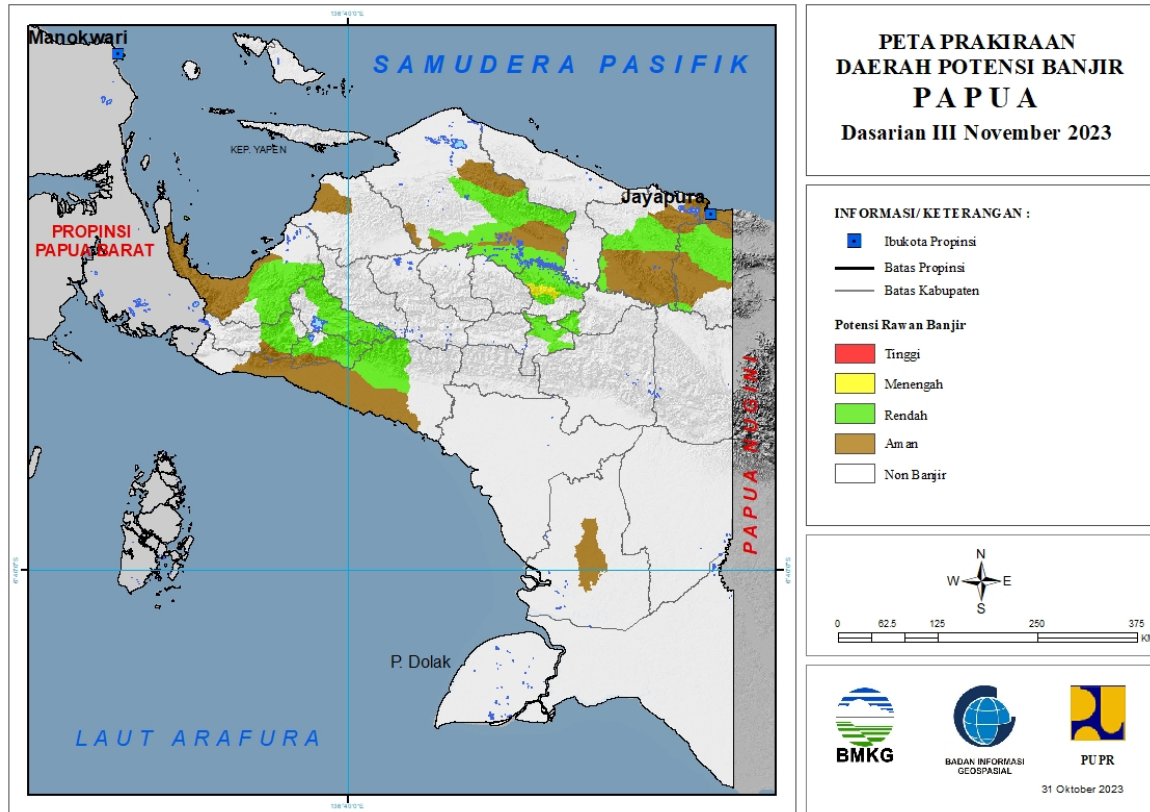 PETA PRAKIRAAN
DAERAH POTENSI BANJIR
PAPUA
Dasarian III November 2023
INFORMASI/ KETERANGAN :
Ibukota Propinsi
Batas Propinsi
Batas Kabupaten
Potensi Rawan Banjir
Tinggi
Menengah
Rendah
Aman
Non Banjir
N
W E
S
0 62.5 125 250 375
KM
BMKG
BADAN INFORMASI
GEOSPASIAL
PUPR
31 Oktober 2023
Manokwari
SAMUDERA PASIFIK
KEP. YAPEN
Jayapura
PROPINSI
PAPUA BARAT
PAPUA NUGINI
P. Dolak
LAUT ARAFURA